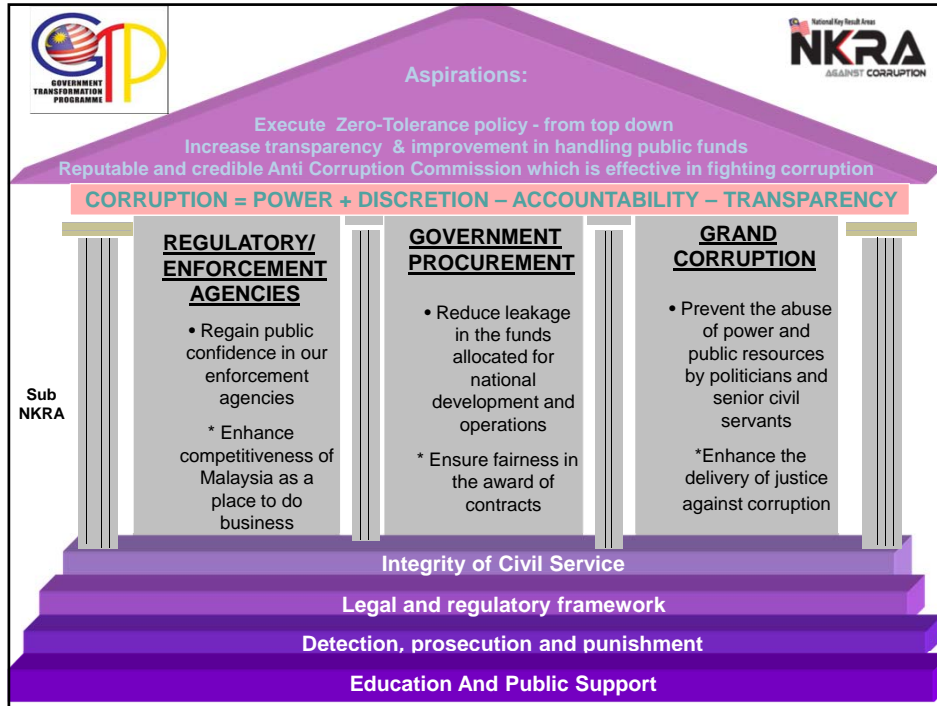 GTP
GOVERNMENT
TRANSFORMATION
PROGRAMME
National Key Result Areas
NKRA
AGAINST CORRUPTION
Aspirations:
Execute Zero-Tolerance policy - from top down
Increase transparency & improvement in handling public funds
Reputable and credible Anti Corruption Commission which is effective in fighting corruption
CORRUPTION = POWER + DISCRETION – ACCOUNTABILITY – TRANSPARENCY
Sub
NKRA
REGULATORY/
ENFORCEMENT
AGENCIES
• Regain public
confidence in our
enforcement
agencies
* Enhance
competitiveness of
Malaysia as a
place to do
business
GOVERNMENT
PROCUREMENT
• Reduce leakage
in the funds
allocated for
national
development and
operations
* Ensure fairness in
the award of
contracts
GRAND
CORRUPTION
• Prevent the abuse
of power and
public resources
by politicians and
senior civil
servants
*Enhance the
delivery of justice
against corruption
Integrity of Civil Service
Legal and regulatory framework
Detection, prosecution and punishment
Education And Public Support